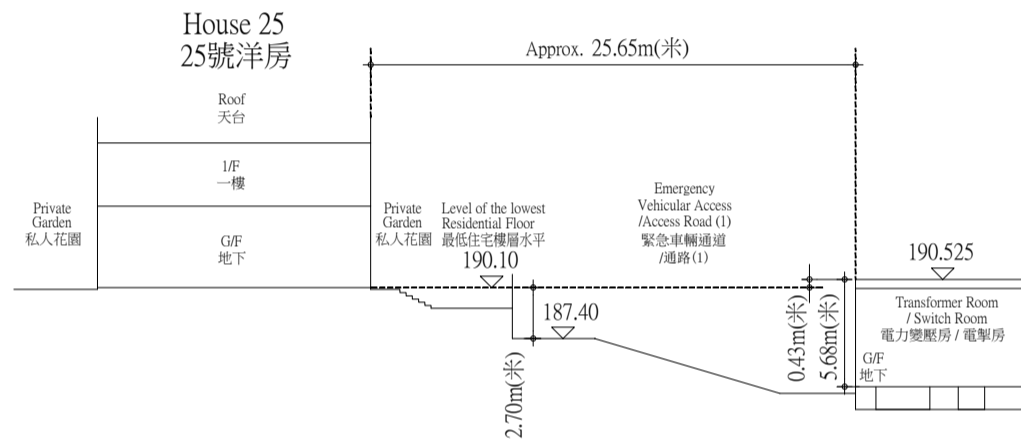 House 25
25號洋房
Approx. 25.65m(米)
Roof
天台
1/F
一樓
G/F
地下
Private
Garden
私人花園
Private
Garden
私人花園
Level of the lowest
Residential Floor
最低住宅樓層水平
190.10
187.40
2.70m(米)
Emergency
Vehicular Access
/Access Road (1)
緊急車輛通道
/通路(1)
0.43m(米)
5.68m(米)
190.525
Transformer Room
/ Switch Room
電力變壓房 / 電掣房
G/F
地下